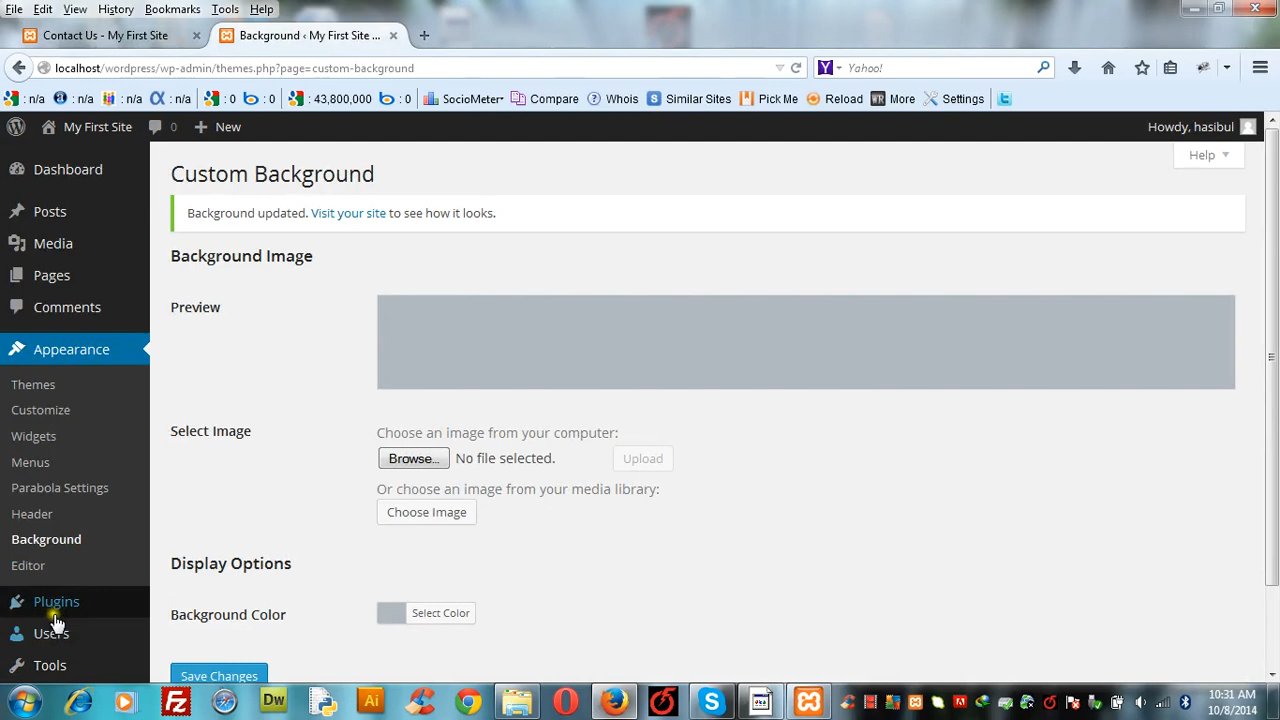 File Edit View History Bookmarks Tools Help
Contact Us - My First Site
Background ‹ My First Site ...
localhost/wordpress/wp-admin/themes.php?page=custom-background
Yahoo!
: n/a : n/a : n/a : n/a : 0 : 0 : 43,800,000 : 0 SocioMeter Compare Whois Similar Sites Pick Me Reload More Settings
My First Site 0 New Howdy, hasibul
Help
Dashboard
Posts
Media
Pages
Comments
Appearance
Themes
Customize
Widgets
Menus
Parabola Settings
Header
Background
Editor
Plugins
Users
Tools
Custom Background
Background updated. Visit your site to see how it looks.
Background Image
Preview
Select Image
Choose an image from your computer:
Browse... No file selected. Upload
Or choose an image from your media library:
Choose Image
Display Options
Background Color
Select Color
Save Changes
Fz Dw Ai
10:31 AM
10/8/2014